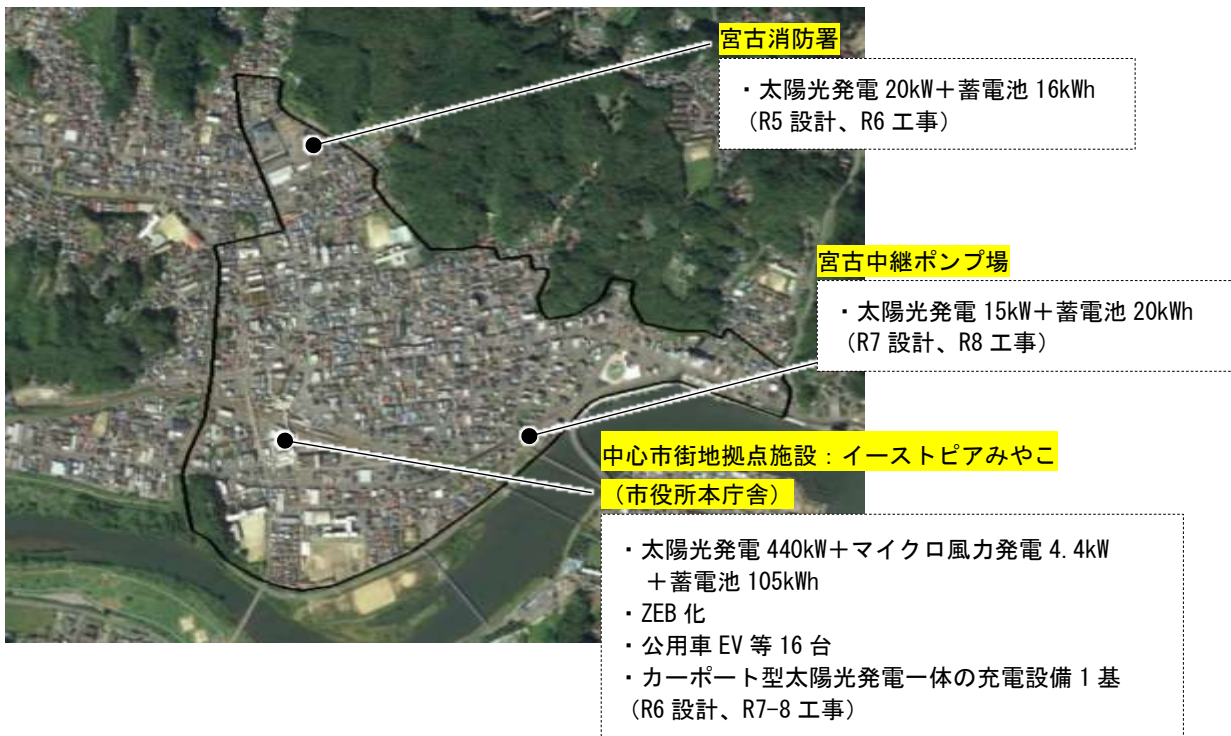 宮古消防署
・太陽光発電 20kW＋蓄電池 16kWh
（R5 設計、R6 工事）
宮古中継ポンプ場
・太陽光発電 15kW＋蓄電池 20kWh
（R7 設計、R8 工事）
中心市街地拠点施設：イーストピアみやこ
（市役所本庁舎）
・太陽光発電 440kW＋マイクロ風力発電 4.4kW
＋蓄電池 105kWh
・ZEB 化
・公用車 EV 等 16 台
・カーポート型太陽光発電一体の充電設備 1 基
（R6 設計、R7-8 工事）